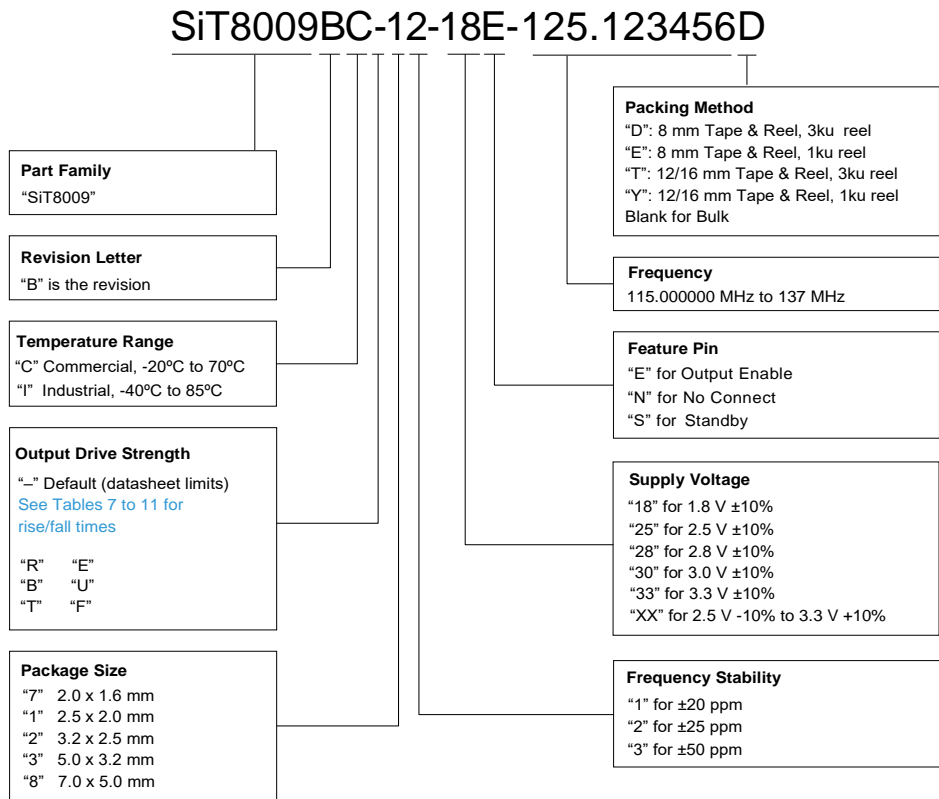 SiT8009BC-12-18E-125.123456D
Part Family
“SiT8009”
Revision Letter
“B” is the revision
Temperature Range
“C” Commercial, -20ºC to 70ºC
“I” Industrial, -40ºC to 85ºC
Output Drive Strength
“–” Default (datasheet limits)
See Tables 7 to 11 for
rise/fall times
“R” “E”
“B” “U”
“T” “F”
Package Size
“7” 2.0 x 1.6 mm
“1” 2.5 x 2.0 mm
“2” 3.2 x 2.5 mm
“3” 5.0 x 3.2 mm
“8” 7.0 x 5.0 mm
Packing Method
“D”: 8 mm Tape & Reel, 3ku reel
“E”: 8 mm Tape & Reel, 1ku reel
“T”: 12/16 mm Tape & Reel, 3ku reel
“Y”: 12/16 mm Tape & Reel, 1ku reel
Blank for Bulk
Frequency
115.000000 MHz to 137 MHz
Feature Pin
“E” for Output Enable
“N” for No Connect
“S” for Standby
Supply Voltage
“18” for 1.8 V ±10%
“25” for 2.5 V ±10%
“28” for 2.8 V ±10%
“30” for 3.0 V ±10%
“33” for 3.3 V ±10%
“XX” for 2.5 V -10% to 3.3 V +10%
Frequency Stability
“1” for ±20 ppm
“2” for ±25 ppm
“3” for ±50 ppm